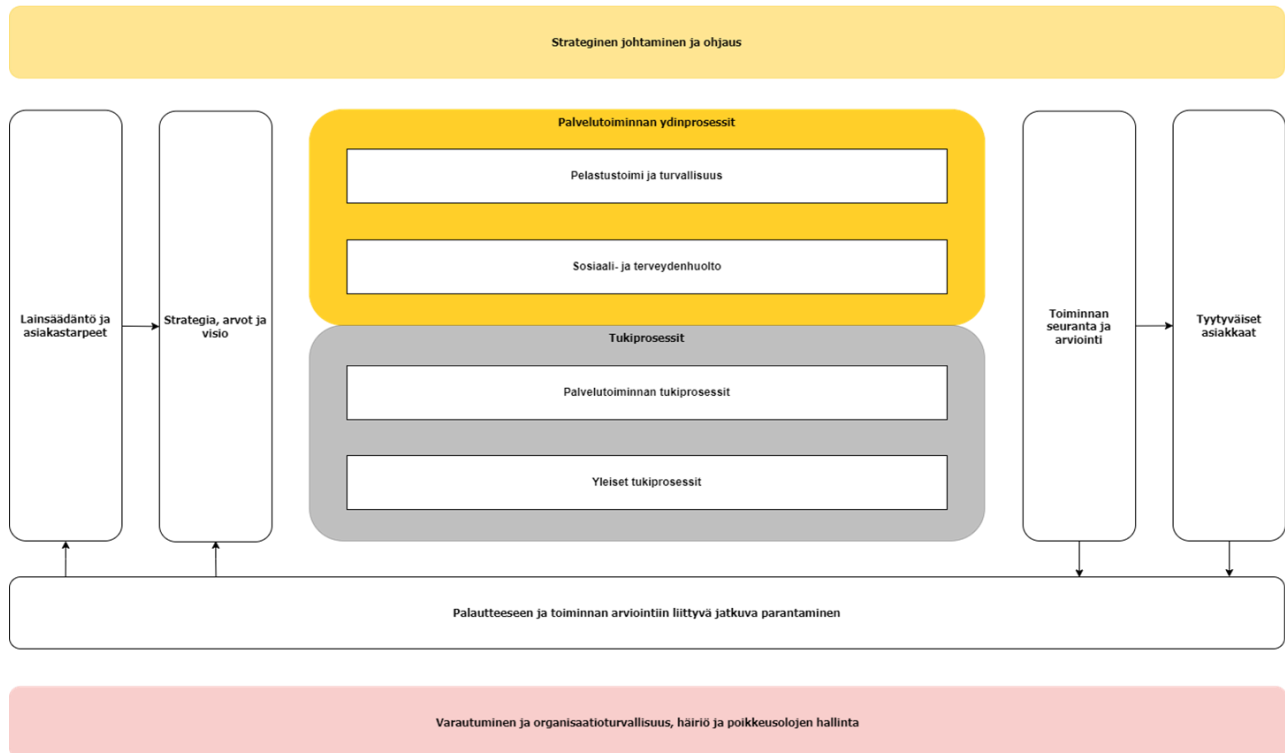 Strateginen johtaminen ja ohjaus
Palvelutoiminnan ydinprosessit
Pelastustoimi ja turvallisuus
Sosiaali- ja terveydenhuolto
Lainsäädäntö ja
asiakastarpeet
Strategia, arvot ja
visio
Tukiprosessit
Palvelutoiminnan tukiprosessit
Yleiset tukiprosessit
Toiminnan
seuranta ja
arviointi
Tyytyväiset
asiakkaat
Palautteeseen ja toiminnan arviointiin liittyvä jatkuva parantaminen
Varautuminen ja organisaatioturvallisuus, häiriö ja poikkeusolojen hallinta